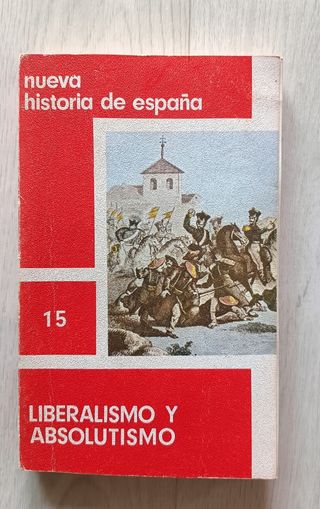 nueva
historia de españa
15
LIBERALISMO Y
ABSOLUTISMO